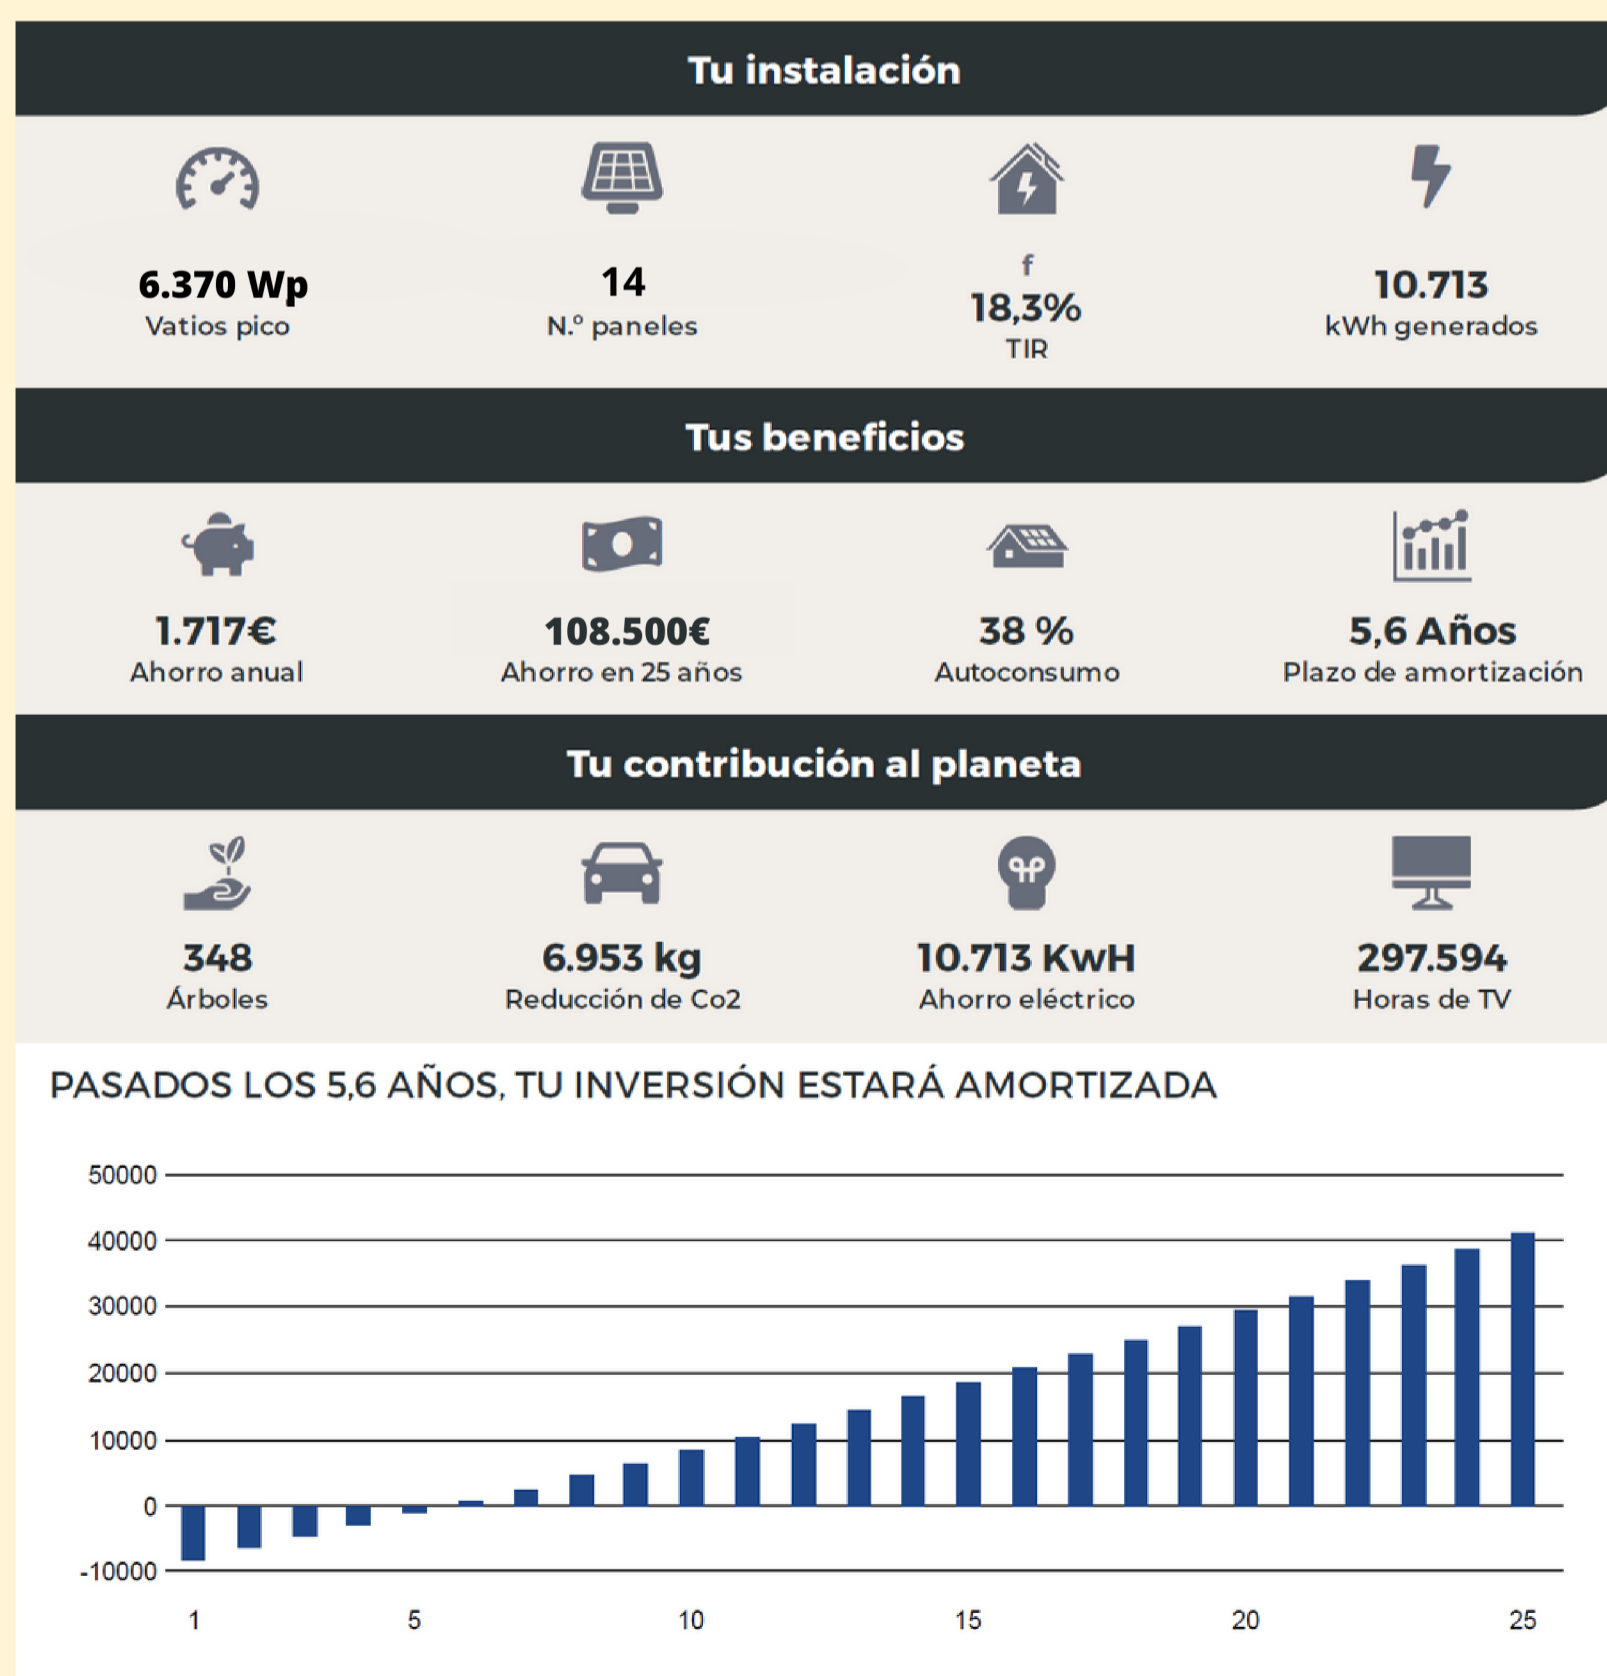 Tu instalación
6.370 Wp
Vatios pico
14
N.º paneles
f
18,3%
TIR
10.713
kWh generados
Tus beneficios
1.717€
Ahorro anual
108.500€
Ahorro en 25 años
38 %
Autoconsumo
5,6 Años
Plazo de amortización
Tu contribución al planeta
348
Árboles
6.953 kg
Reducción de Co2
10.713 KwH
Ahorro eléctrico
297.594
Horas de TV
PASADOS LOS 5,6 AÑOS, TU INVERSIÓN ESTARÁ AMORTIZADA
50000
40000
30000
20000
10000
0
-10000
1 5 10 15 20 25